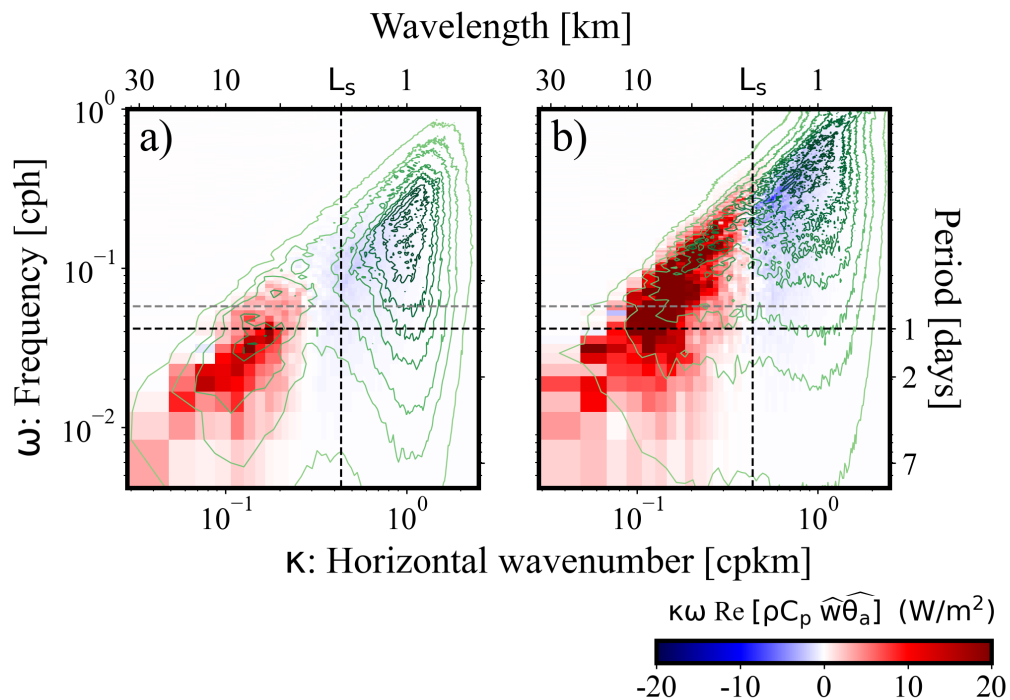 Wavelength [km]
30 10 Lₛ 1 30 10 Lₛ 1
a) b)
10⁰
10⁻¹
10⁻²
ω: Frequency [cph]
1
2
7
Period [days]
10⁻¹ 10⁰ 10⁻¹ 10⁰
κ: Horizontal wavenumber [cpkm]
κω Re [ρCₚ ŵθ̂ₐ] (W/m²)
-20 -10 0 10 20